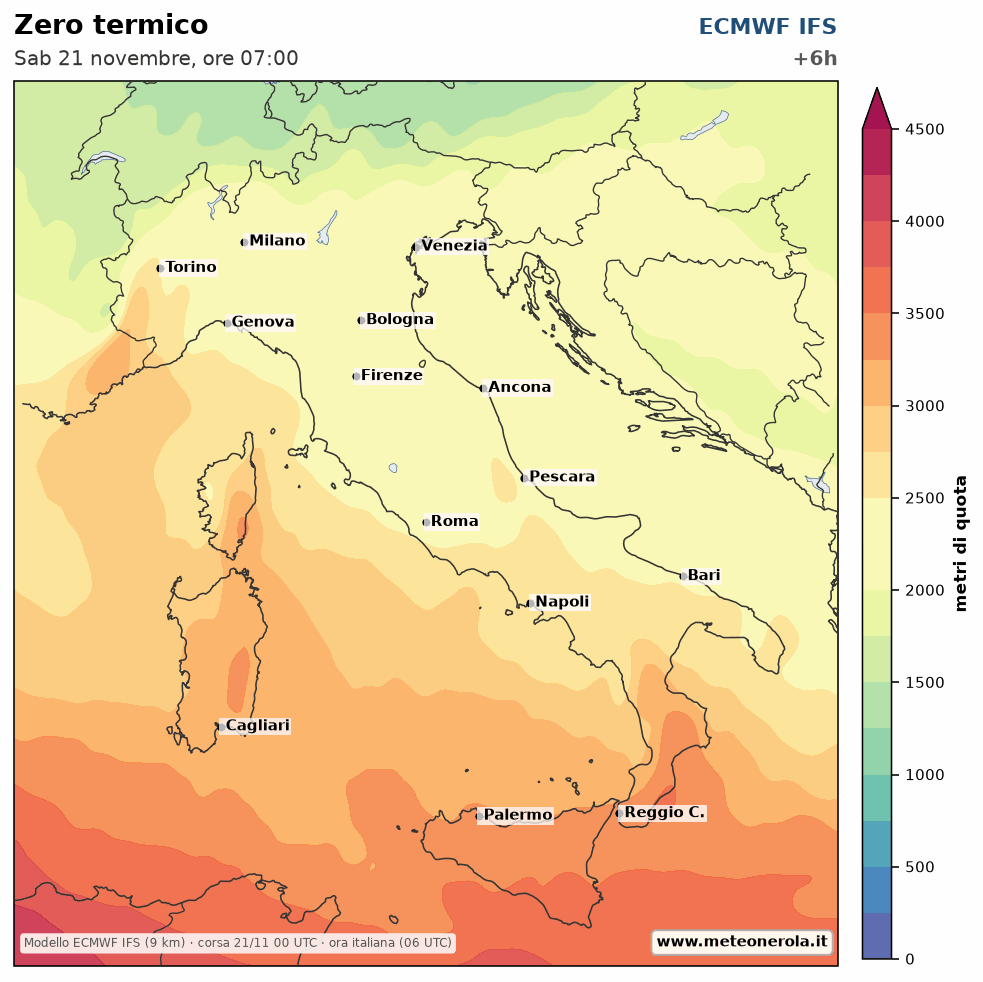 Zero termico
ECMWF IFS
Sab 21 novembre, ore 07:00
+6h
Milano
Venezia
Torino
Genova
Bologna
Firenze
Ancona
Pescara
Roma
Bari
Napoli
Cagliari
Palermo
Reggio C.
4500
4000
3500
3000
2500
2000
1500
1000
500
0
metri di quota
Modello ECMWF IFS (9 km) · corsa 21/11 00 UTC · ora italiana (06 UTC)
www.meteonerola.it